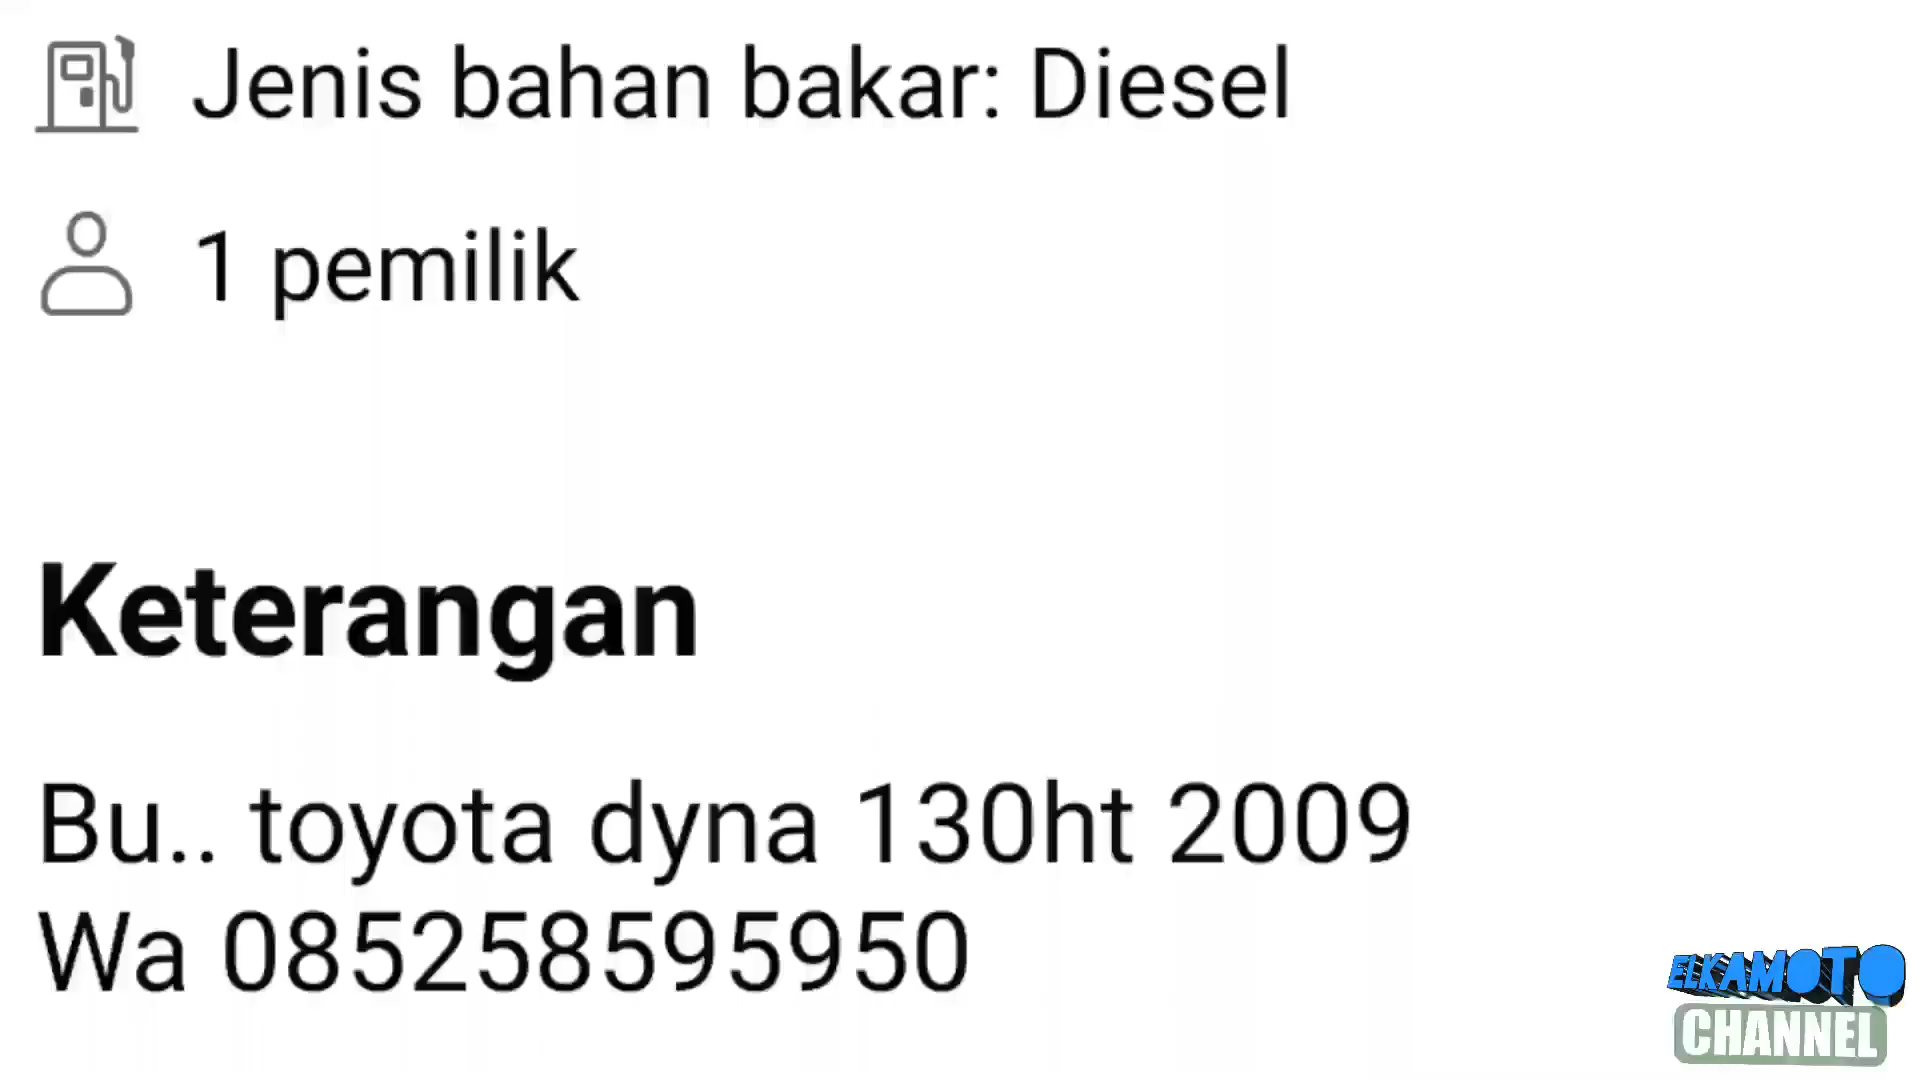 Jenis bahan bakar: Diesel
1 pemilik
Keterangan
Bu.. toyota dyna 130ht 2009
Wa 085258595950
ELKAMOTO
CHANNEL